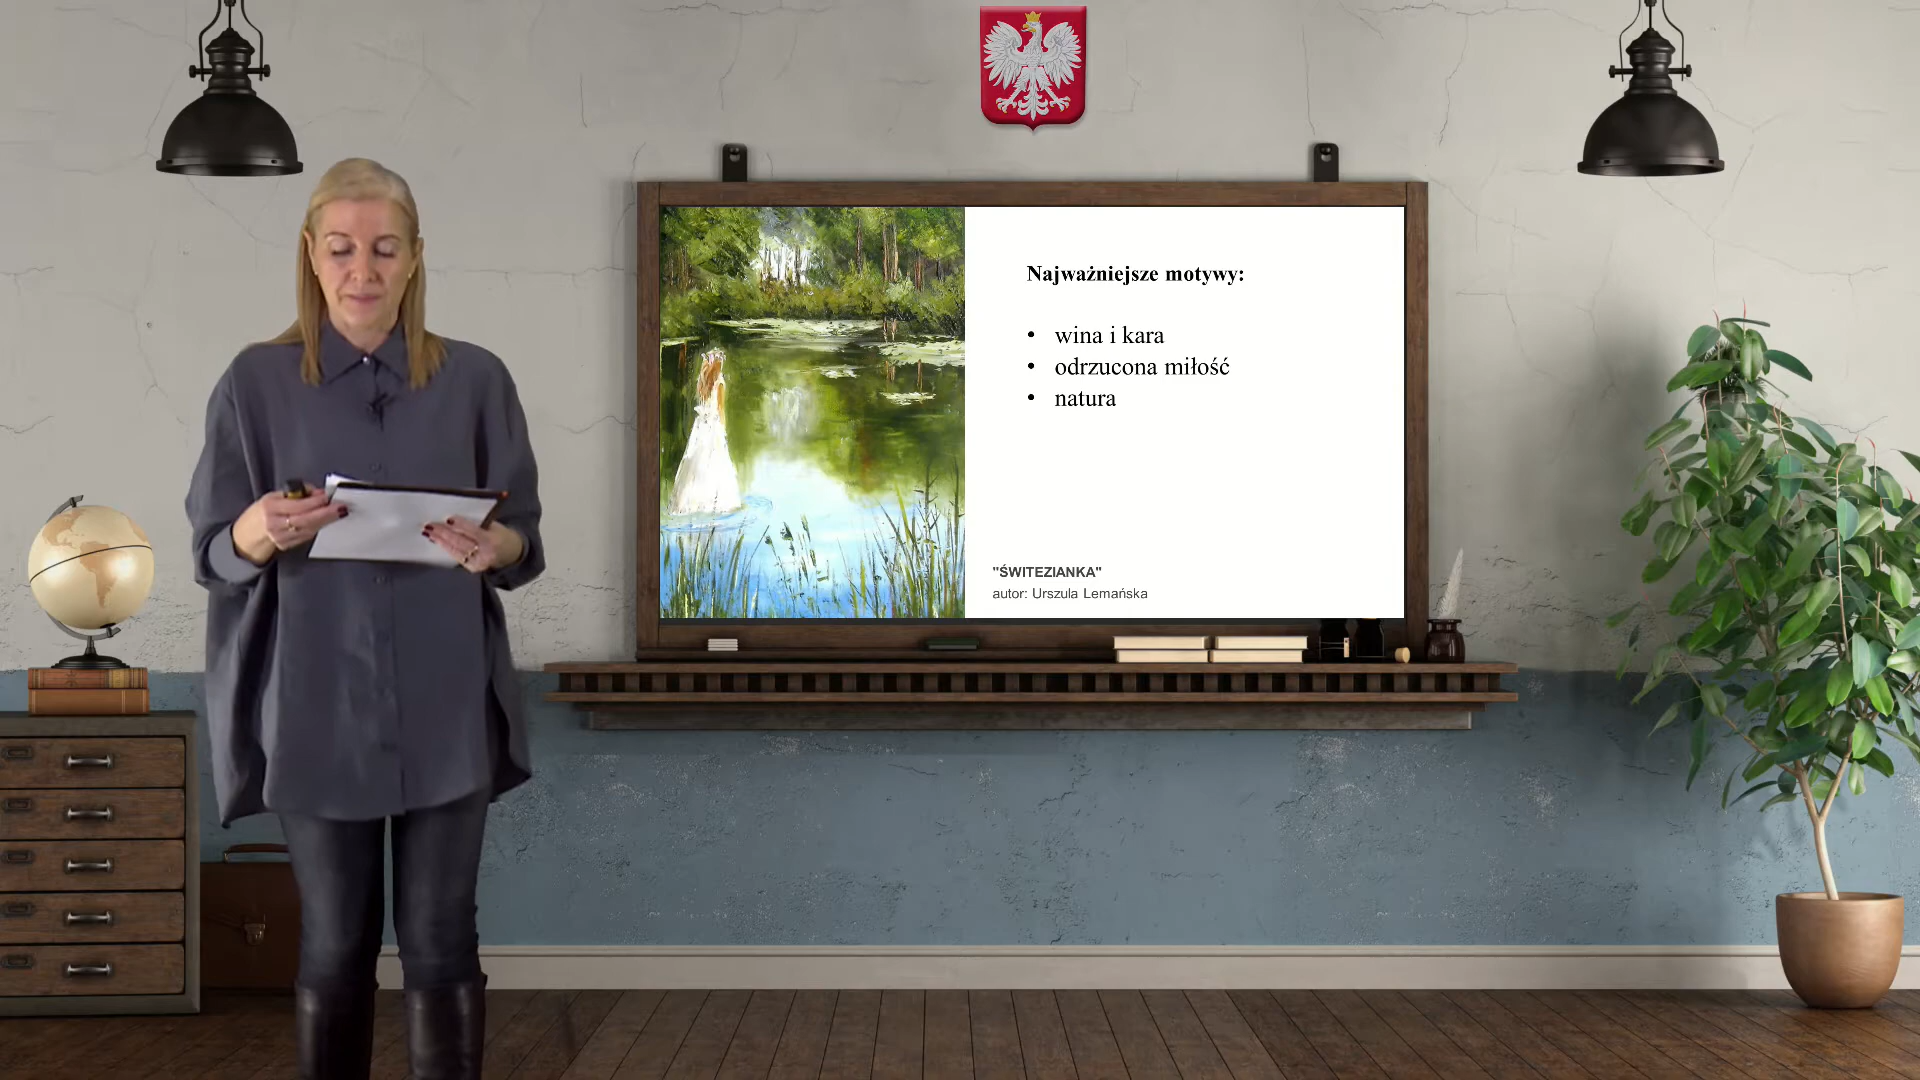 Najważniejsze motywy:
• wina i kara
• odrzucona miłość
• natura
"ŚWITEZIANKA"
autor: Urszula Lemańska